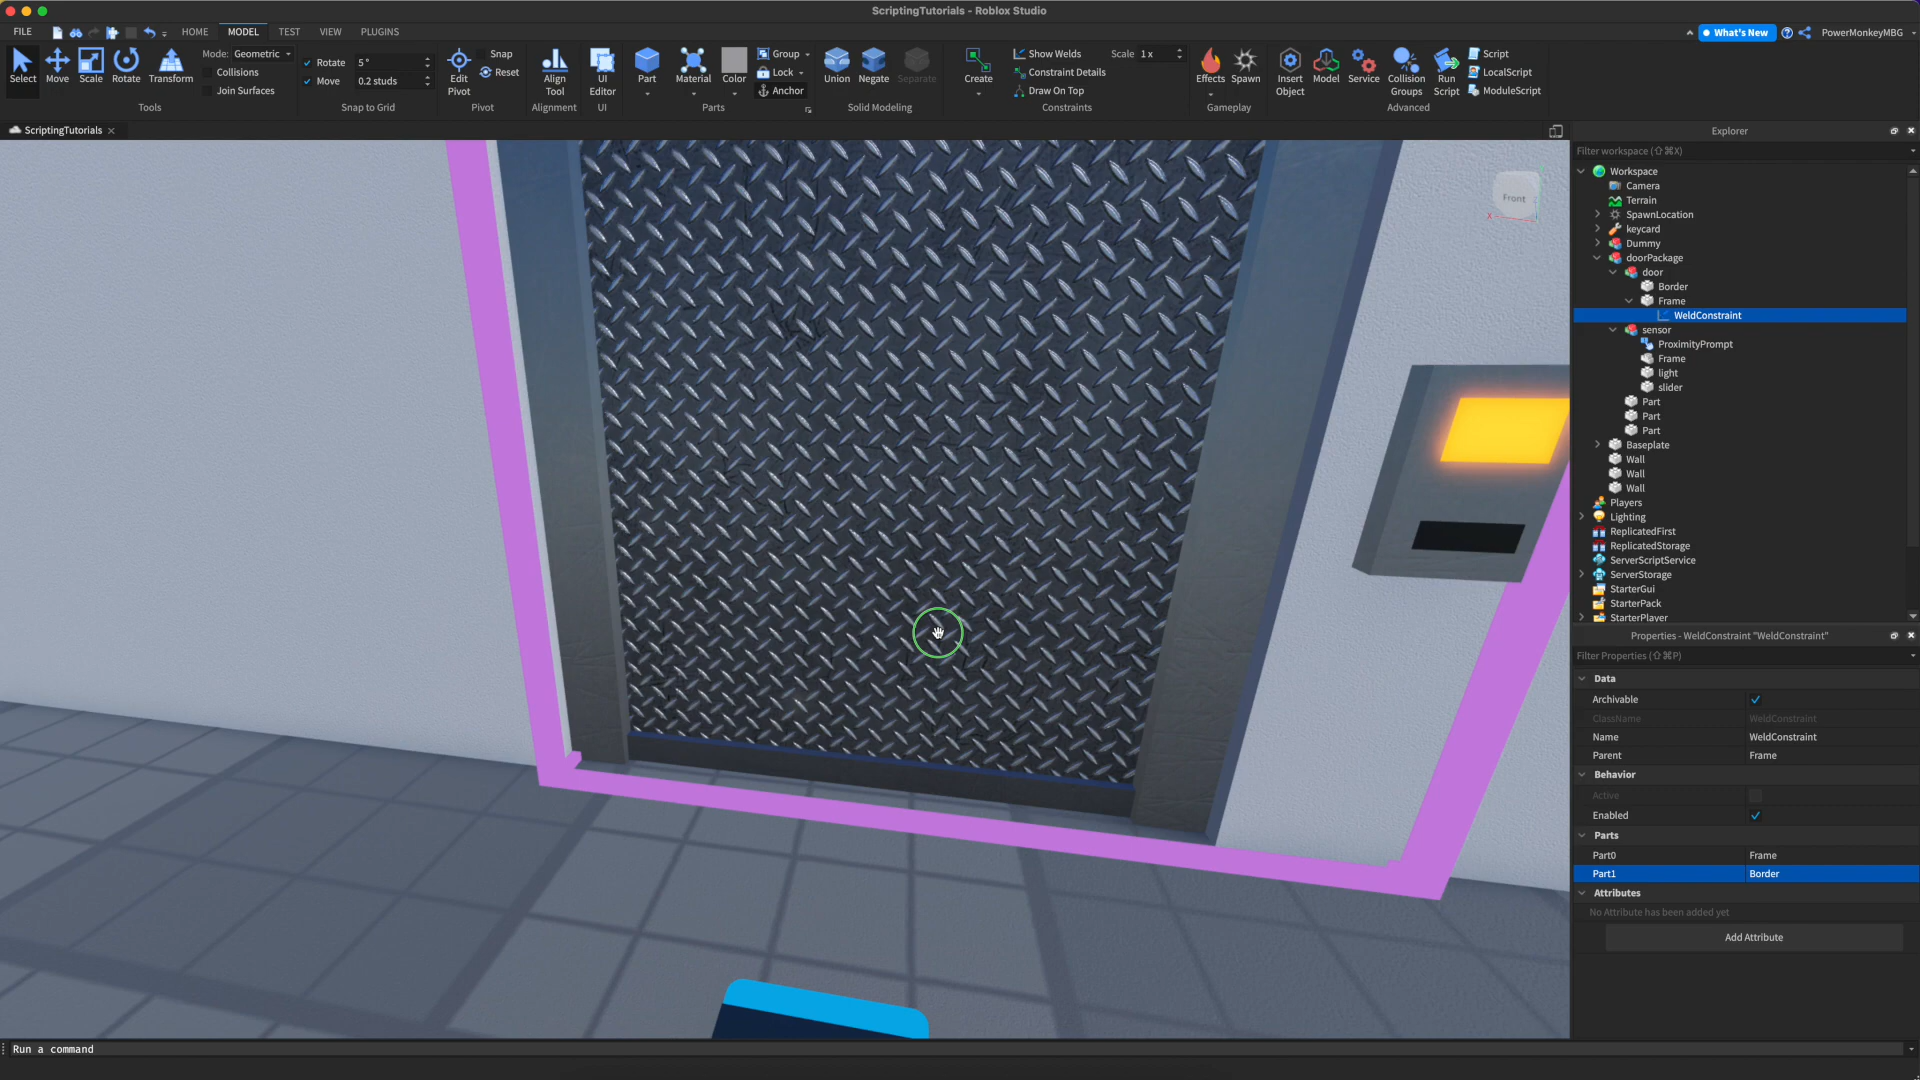 ScriptingTutorials - Roblox Studio
FILE HOME MODEL TEST VIEW PLUGINS What's New PowerMonkeyMBG
Select Move Scale Rotate Transform
Mode: Geometric
Collisions
Join Surfaces
Tools
Rotate 5°
Move 0.2 studs
Snap to Grid
Edit Pivot
Snap
Reset
Pivot
Align Tool
Alignment
UI Editor
UI
Part Material Color
Group
Lock
Anchor
Parts
Union Negate Separate
Solid Modeling
Create
Show Welds
Constraint Details
Draw On Top
Scale 1 x
Constraints
Effects Spawn
Gameplay
Insert Object
Model
Service
Collision Groups
Run Script
Script
LocalScript
ModuleScript
Advanced
ScriptingTutorials
Front
X
Explorer
Filter workspace (⇧⌘X)
Workspace
Camera
Terrain
SpawnLocation
keycard
Dummy
doorPackage
door
Border
Frame
WeldConstraint
sensor
ProximityPrompt
Frame
light
slider
Part
Part
Part
Baseplate
Wall
Wall
Wall
Players
Lighting
ReplicatedFirst
ReplicatedStorage
ServerScriptService
ServerStorage
StarterGui
StarterPack
StarterPlayer
Properties - WeldConstraint "WeldConstraint"
Filter Properties (⇧⌘P)
Data
Archivable
ClassName WeldConstraint
Name WeldConstraint
Parent Frame
Behavior
Active
Enabled
Parts
Part0 Frame
Part1 Border
Attributes
No Attribute has been added yet
Add Attribute
Run a command